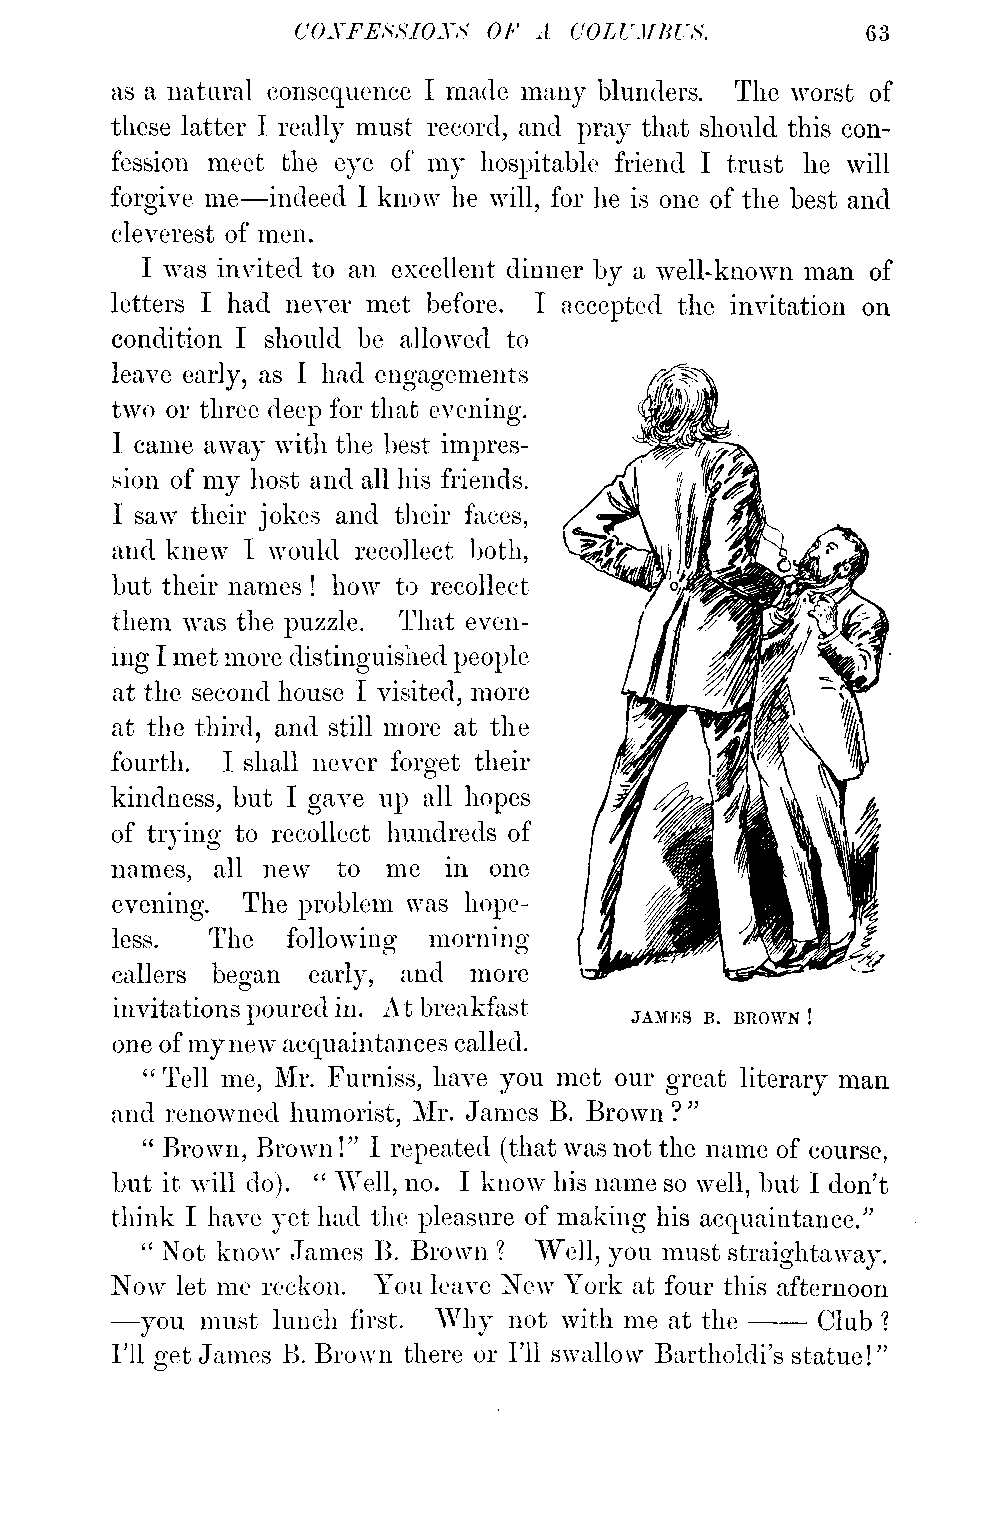 CONFESSIONS OF A COLUMBUS. 63
as a natural consequence I made many blunders. The worst of
these latter I really must record, and pray that should this con-
fession meet the eye of my hospitable friend I trust he will
forgive me—indeed I know he will, for he is one of the best and
cleverest of men.
I was invited to an excellent dinner by a well-known man of
letters I had never met before. I accepted the invitation on
condition I should be allowed to
leave early, as I had engagements
two or three deep for that evening.
I came away with the best impres-
sion of my host and all his friends.
I saw their jokes and their faces,
and knew I would recollect both,
but their names! how to recollect
them was the puzzle. That even-
ing I met more distinguished people
at the second house I visited, more
at the third, and still more at the
fourth. I shall never forget their
kindness, but I gave up all hopes
of trying to recollect hundreds of
names, all new to me in one
evening. The problem was hope-
less. The following morning
callers began early, and more
invitations poured in. At breakfast
one of my new acquaintances called.
JAMES B. BROWN!
“Tell me, Mr. Furniss, have you met our great literary man
and renowned humorist, Mr. James B. Brown?”
“Brown, Brown!” I repeated (that was not the name of course,
but it will do). “Well, no. I know his name so well, but I don’t
think I have yet had the pleasure of making his acquaintance.”
“Not know James B. Brown? Well, you must straightaway.
Now let me reckon. You leave New York at four this afternoon
—you must lunch first. Why not with me at the —— Club?
I’ll get James B. Brown there or I’ll swallow Bartholdi’s statue!”